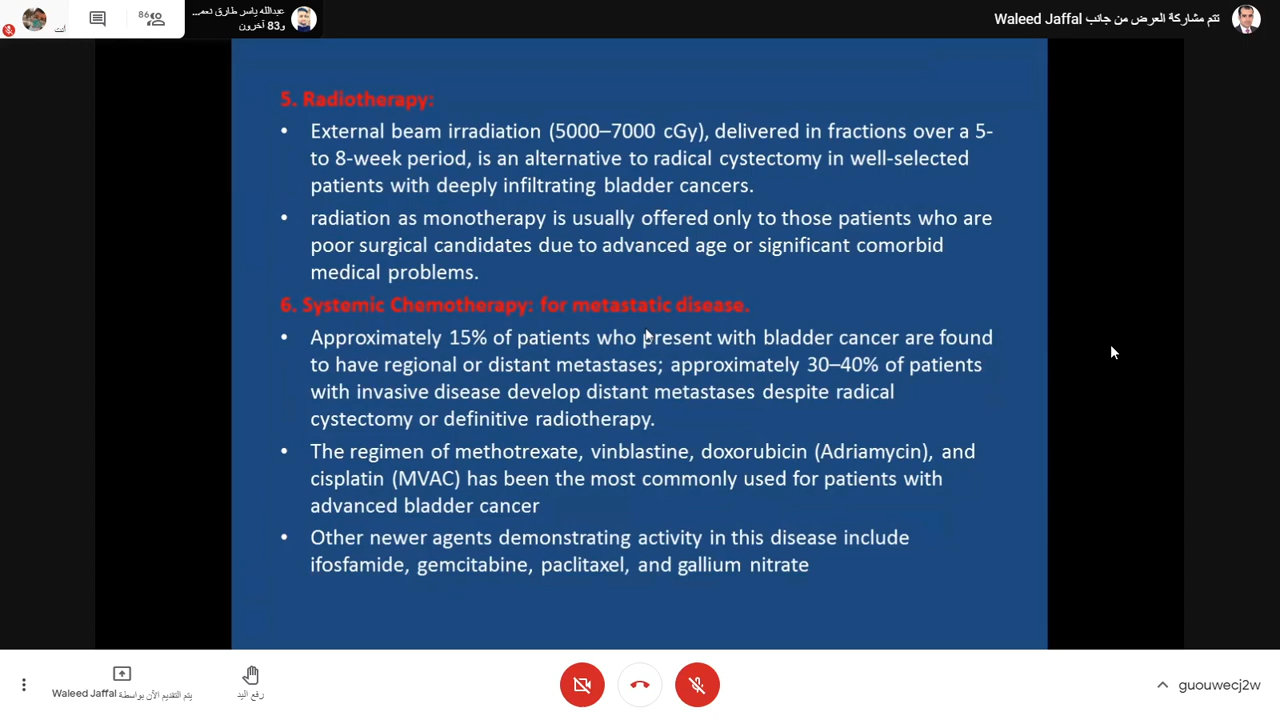 86
أنت
عبدالله ياسر طارق نعمـ...
و83 آخرون
تتم مشاركة العرض من جانب Waleed Jaffal
5. Radiotherapy:
• External beam irradiation (5000–7000 cGy), delivered in fractions over a 5-
to 8-week period, is an alternative to radical cystectomy in well-selected
patients with deeply infiltrating bladder cancers.
• radiation as monotherapy is usually offered only to those patients who are
poor surgical candidates due to advanced age or significant comorbid
medical problems.
6. Systemic Chemotherapy: for metastatic disease.
• Approximately 15% of patients who present with bladder cancer are found
to have regional or distant metastases; approximately 30–40% of patients
with invasive disease develop distant metastases despite radical
cystectomy or definitive radiotherapy.
• The regimen of methotrexate, vinblastine, doxorubicin (Adriamycin), and
cisplatin (MVAC) has been the most commonly used for patients with
advanced bladder cancer
• Other newer agents demonstrating activity in this disease include
ifosfamide, gemcitabine, paclitaxel, and gallium nitrate
يتم التقديم الآن بواسطة Waleed Jaffal
رفع اليد
guouwecj2w